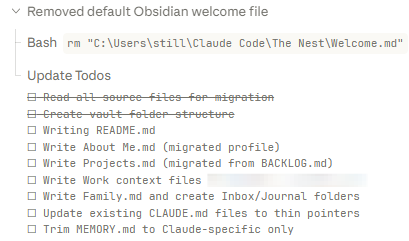 Removed default Obsidian welcome file
Bash rm "C:\Users\still\Claude Code\The Nest\Welcome.md"
Update Todos
☐ Read all source files for migration
☐ Create vault folder structure
☐ Writing README.md
☐ Write About Me.md (migrated profile)
☐ Write Projects.md (migrated from BACKLOG.md)
☐ Write Work context files
☐ Write Family.md and create Inbox/Journal folders
☐ Update existing CLAUDE.md files to thin pointers
☐ Trim MEMORY.md to Claude-specific only